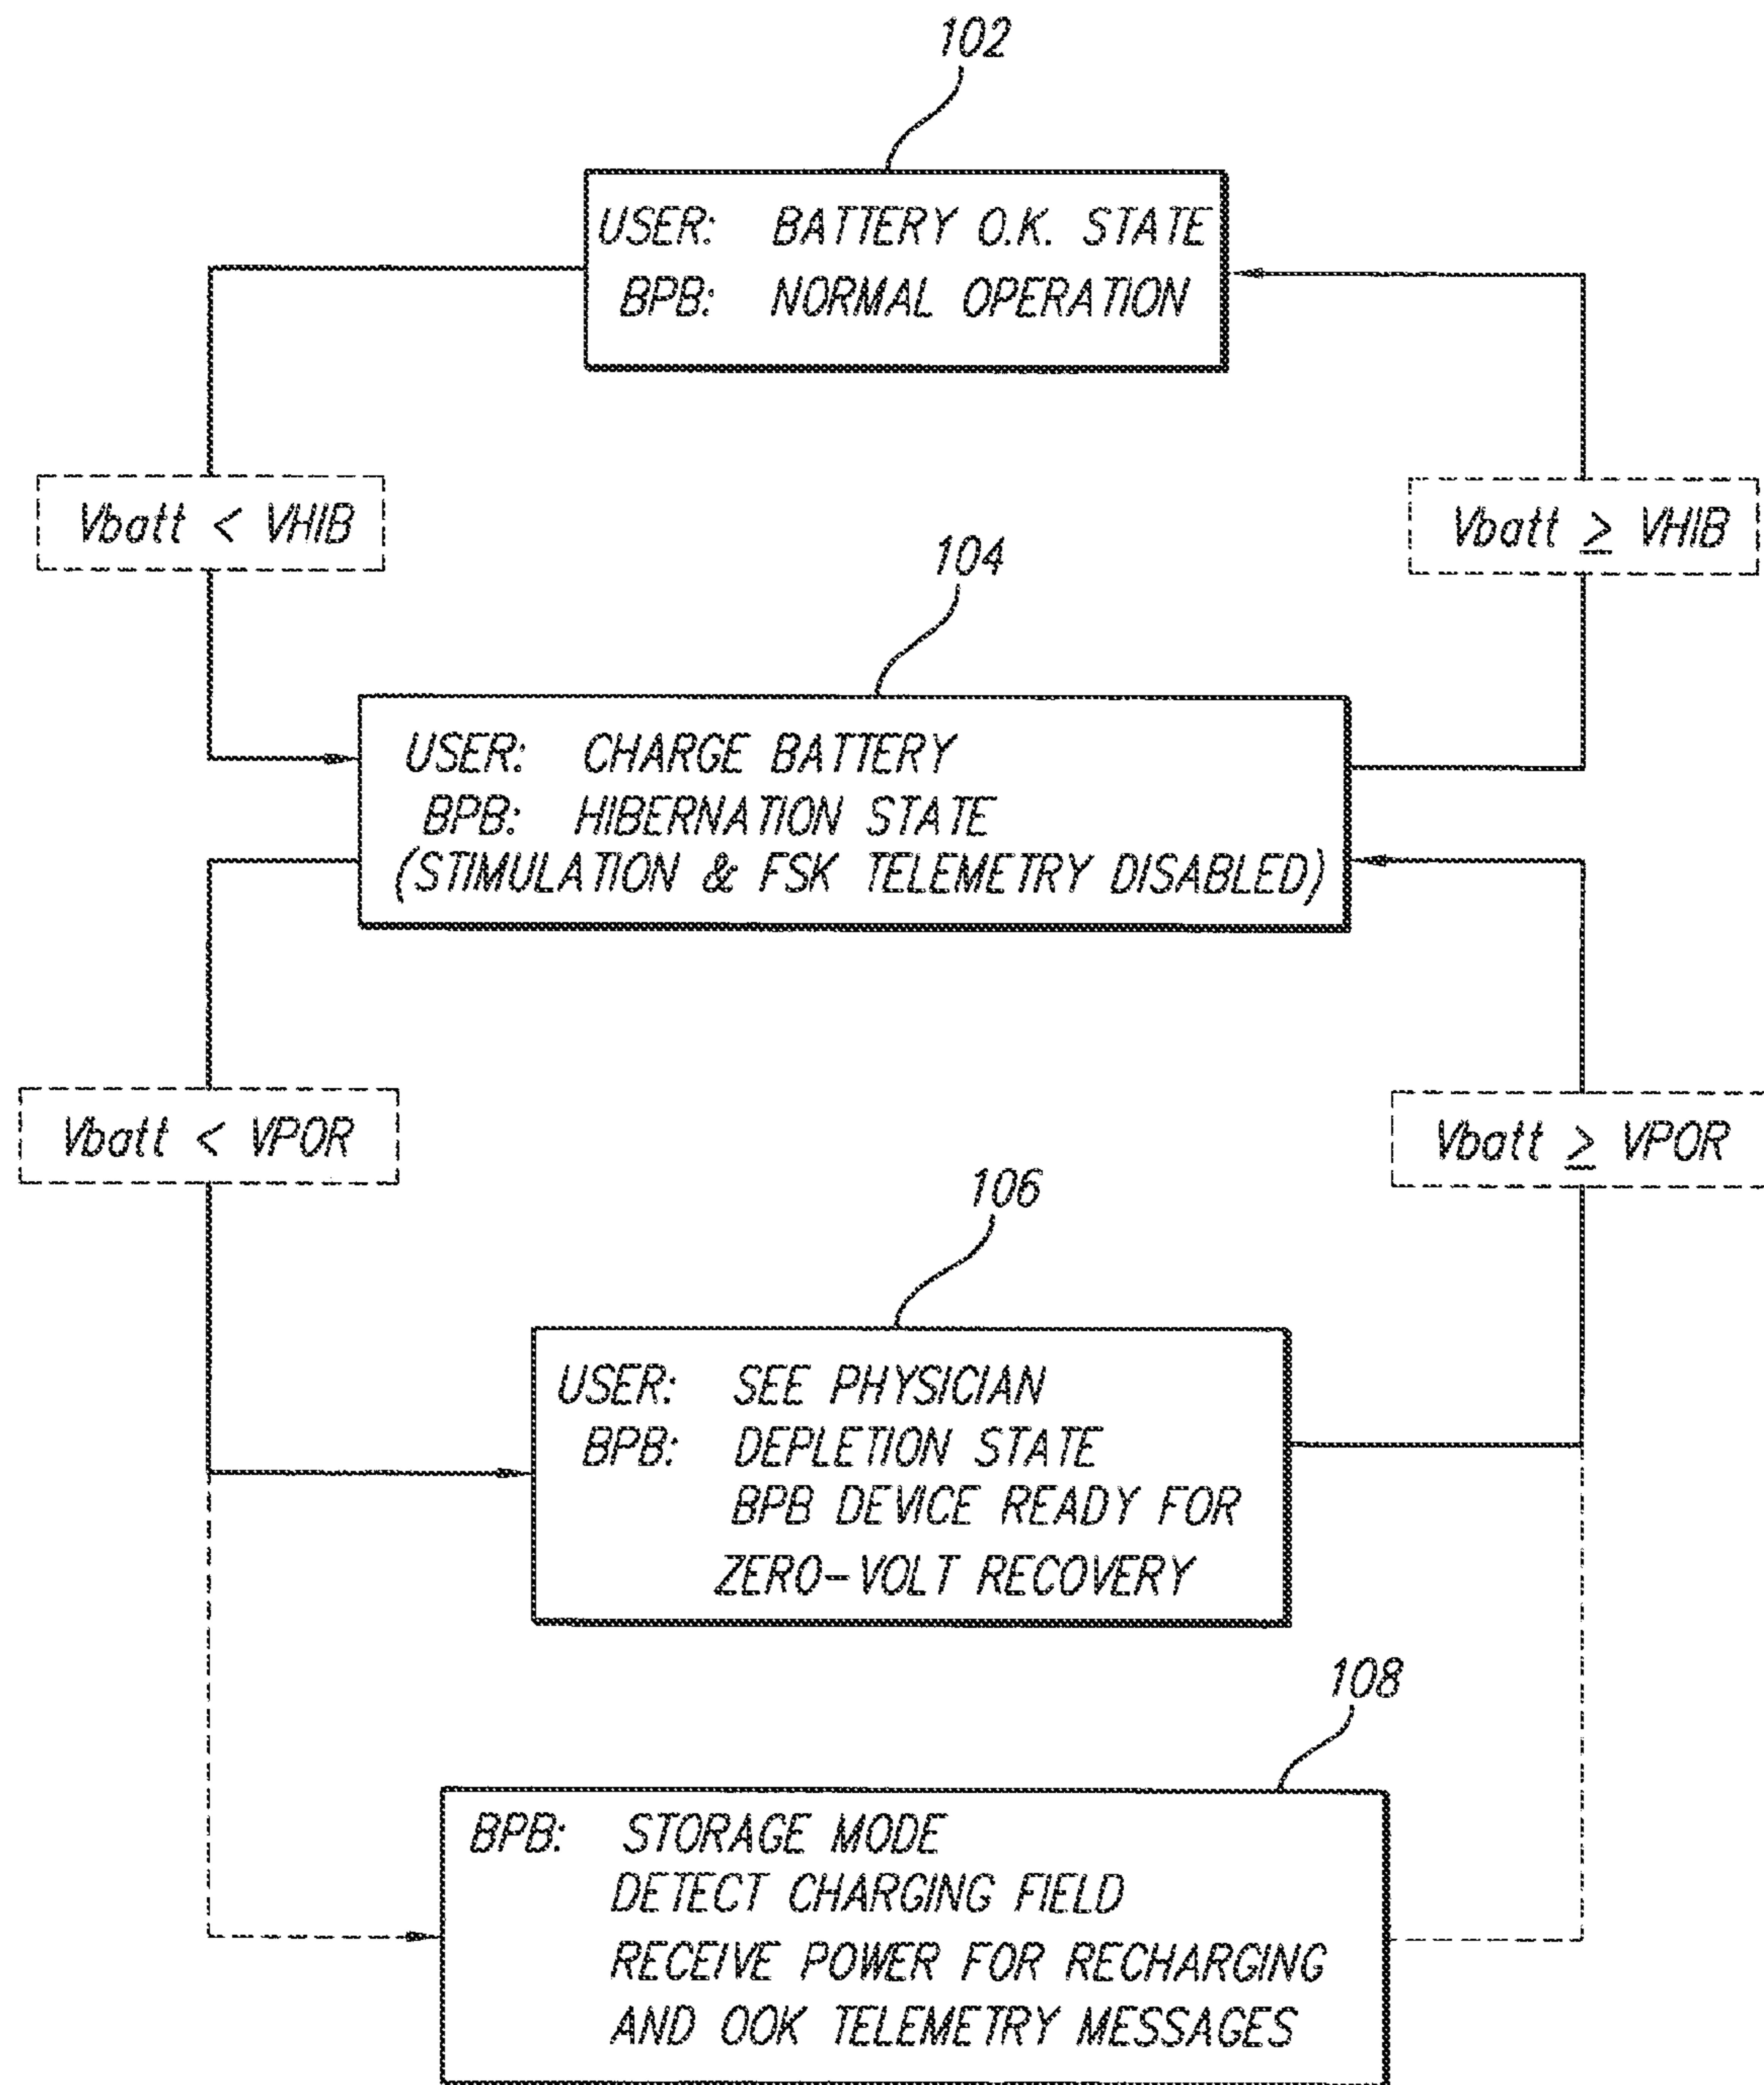 102
USER: BATTERY O.K. STATE
BPB: NORMAL OPERATION
Vbatt < VHIB
Vbatt ≥ VHIB
104
USER: CHARGE BATTERY
BPB: HIBERNATION STATE
(STIMULATION & FSK TELEMETRY DISABLED)
Vbatt < VPOR
Vbatt ≥ VPOR
106
USER: SEE PHYSICIAN
BPB: DEPLETION STATE
BPB DEVICE READY FOR
ZERO-VOLT RECOVERY
108
BPB: STORAGE MODE
DETECT CHARGING FIELD
RECEIVE POWER FOR RECHARGING
AND OOK TELEMETRY MESSAGES